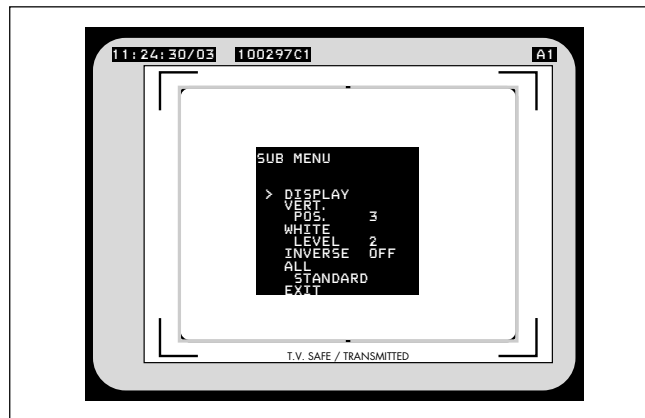 11:24:30/03 100297C1 A1
SUB MENU
> DISPLAY
VERT.
POS. 3
WHITE
LEVEL 2
INVERSE OFF
ALL
STANDARD
EXIT
T.V. SAFE / TRANSMITTED